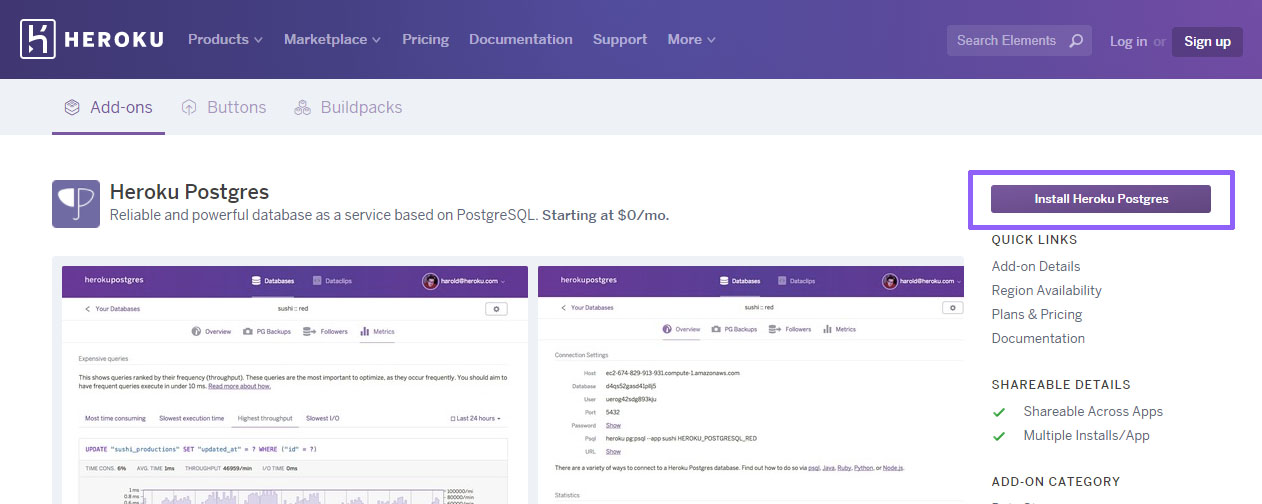 HEROKU Products Marketplace Pricing Documentation Support More Search Elements Log in or Sign up
Add-ons Buttons Buildpacks
Heroku Postgres
Reliable and powerful database as a service based on PostgreSQL. Starting at $0/mo.
Install Heroku Postgres
QUICK LINKS
Add-on Details
Region Availability
Plans & Pricing
Documentation
SHAREABLE DETAILS
Shareable Across Apps
Multiple Installs/App
ADD-ON CATEGORY
herokupostgres Databases Dataclips harold@heroku.com
Your Databases sushi :: red
Overview PG Backups Followers Metrics
Expensive queries
This shows queries ranked by their frequency (throughput). These queries are the most important to optimize, as they occur frequently. You should aim to
have frequent queries execute in under 10 ms. Read more about how.
Most time consuming Slowest execution time Highest throughput Slowest I/O Last 24 hours
UPDATE "sushi_productions" SET "updated_at" = ? WHERE ("id" = ?)
TIME CONS. 6% AVG. TIME 1ms THROUGHPUT 46959/min I/O TIME 0ms
1 ms 100000/mi
0.8 ms 80000/mi
herokupostgres Databases Dataclips harold@heroku.com
Your Databases sushi :: red
Overview PG Backups Followers Metrics
Connection Settings
Host ec2-674-829-913-931.compute-1.amazonaws.com
Database d4qs52gasd41pllj5
User uerog42sdg893kju
Port 5432
Password Show
Psql heroku pg:psql --app sushi HEROKU_POSTGRESQL_RED
URL Show
There are a variety of ways to connect to a Heroku Postgres database. Find out how to do so via psql, Java, Ruby, Python, or Node.js.
Statistics